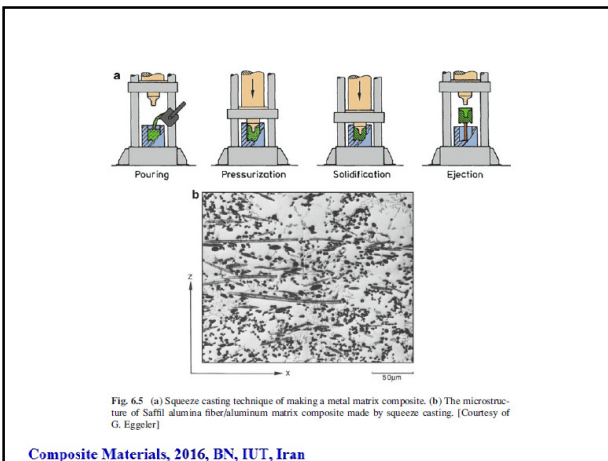 a
Pouring Pressurization Solidification Ejection
b
Z
X
50μm
Fig. 6.5 (a) Squeeze casting technique of making a metal matrix composite. (b) The microstruc-
ture of Saffil alumina fiber/aluminum matrix composite made by squeeze casting. [Courtesy of
G. Eggeler]
Composite Materials, 2016, BN, IUT, Iran